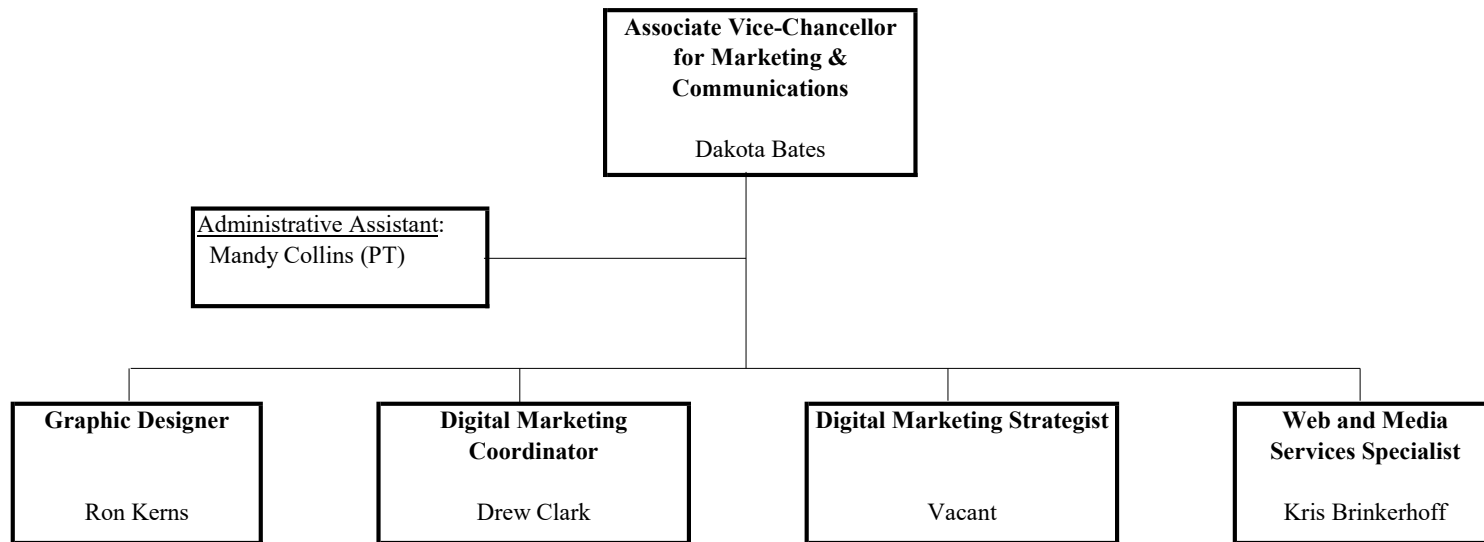 Associate Vice-Chancellor
for Marketing &
Communications
Dakota Bates
Administrative Assistant:
Mandy Collins (PT)
Graphic Designer
Ron Kerns
Digital Marketing
Coordinator
Drew Clark
Digital Marketing Strategist
Vacant
Web and Media
Services Specialist
Kris Brinkerhoff